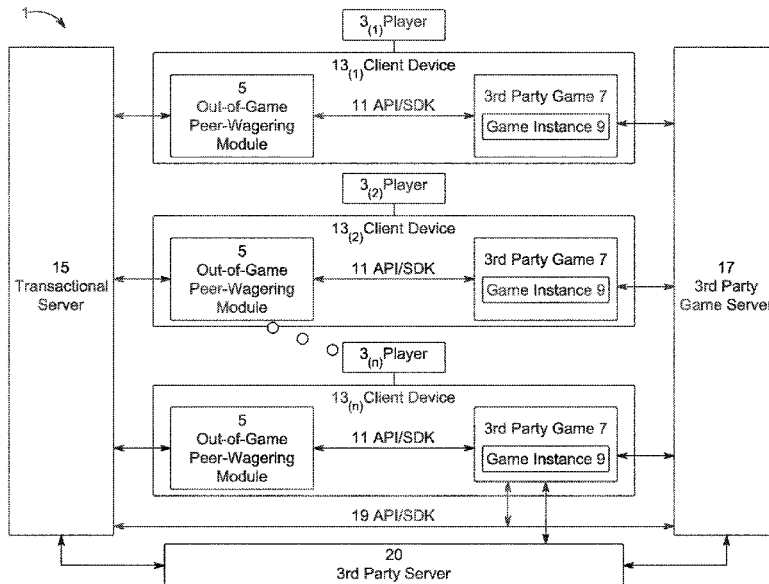 1
3(1)Player
13(1)Client Device
5
Out-of-Game
Peer-Wagering
Module
11 API/SDK
3rd Party Game 7
Game Instance 9
3(2)Player
13(2)Client Device
5
Out-of-Game
Peer-Wagering
Module
11 API/SDK
3rd Party Game 7
Game Instance 9
15
Transactional
Server
17
3rd Party
Game Server
3(n)Player
13(n)Client Device
5
Out-of-Game
Peer-Wagering
Module
11 API/SDK
3rd Party Game 7
Game Instance 9
19 API/SDK
20
3rd Party Server